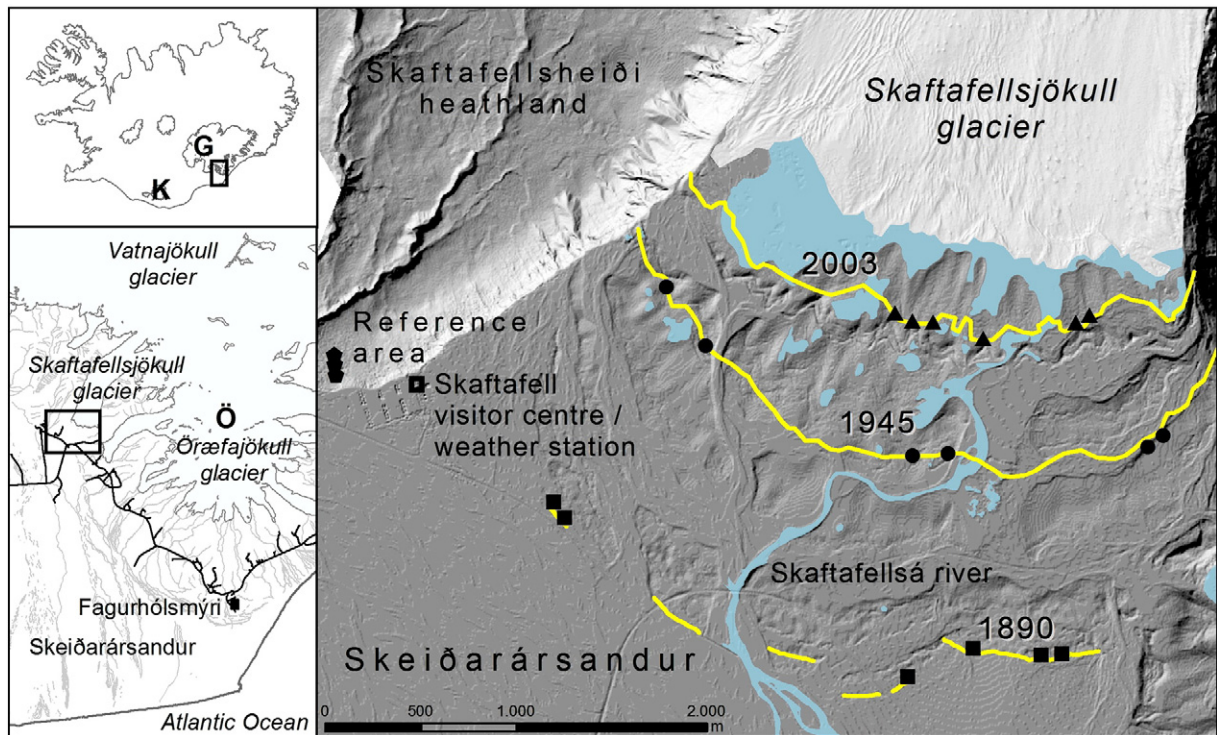 G
K
Vatnajökull
glacier
Skaftafellsjökull
glacier
Ö
Öræfajökull
glacier
Fagurhólsmýri
Skeiðarársandur
Atlantic Ocean
Skaftafellsheiði
heathland
Skaftafellsjökull
glacier
2003
Reference
area
Skaftafell
visitor centre /
weather station
1945
Skaftafellsá river
1890
Skeiðarársandur
0 500 1.000 2.000
m